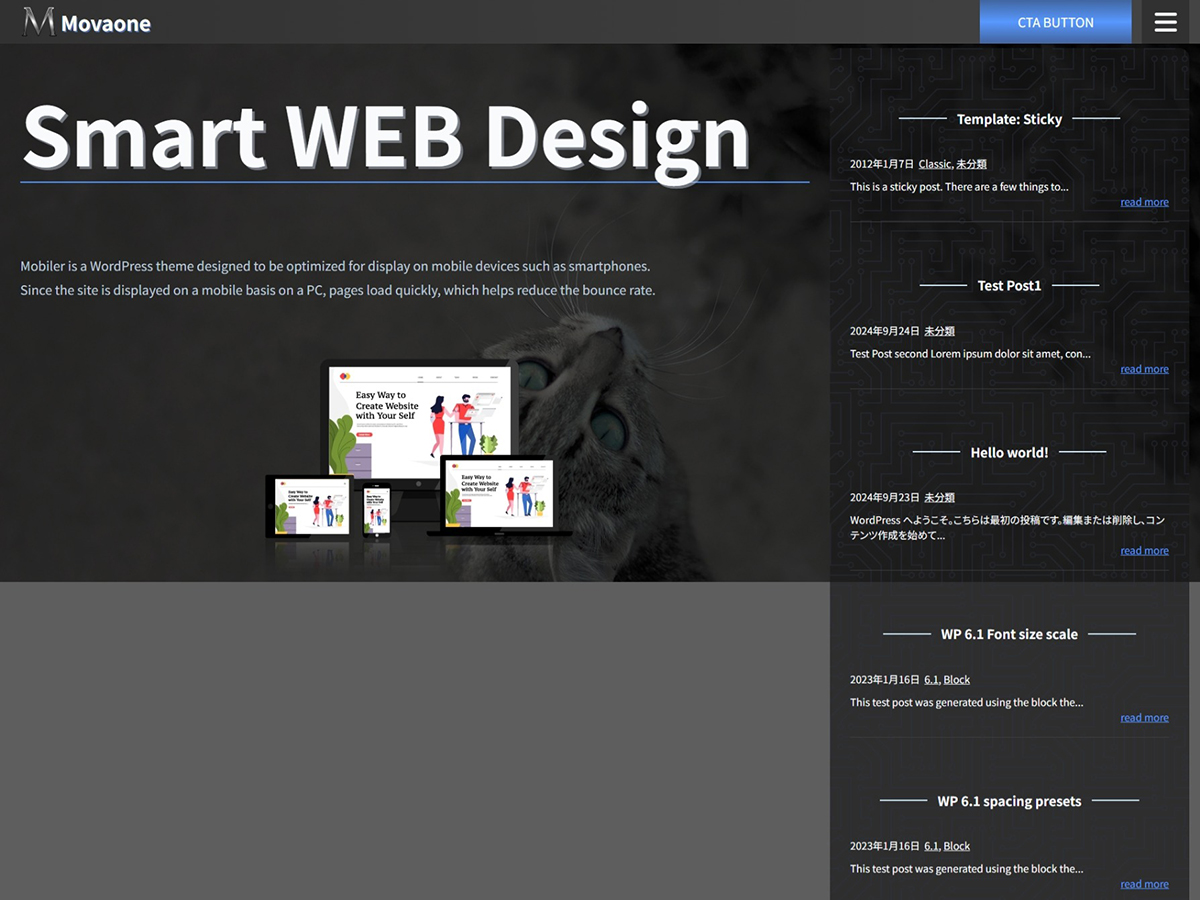 Movaone
CTA BUTTON
Smart WEB Design
Mobiler is a WordPress theme designed to be optimized for display on mobile devices such as smartphones.
Since the site is displayed on a mobile basis on a PC, pages load quickly, which helps reduce the bounce rate.
Easy Way to
Create Website
with Your Self
Easy Way to
Create Website
with Your Self
Easy Way to
Create Website
with Your Self
Template: Sticky
2012年1月7日 Classic, 未分類
This is a sticky post. There are a few things to...
read more
Test Post1
2024年9月24日 未分類
Test Post second Lorem ipsum dolor sit amet, con...
read more
Hello world!
2024年9月23日 未分類
WordPress へようこそ。こちらは最初の投稿です。編集または削除し、コン
テンツ作成を始めて...
read more
WP 6.1 Font size scale
2023年1月16日 6.1, Block
This test post was generated using the block the...
read more
WP 6.1 spacing presets
2023年1月16日 6.1, Block
This test post was generated using the block the...
read more